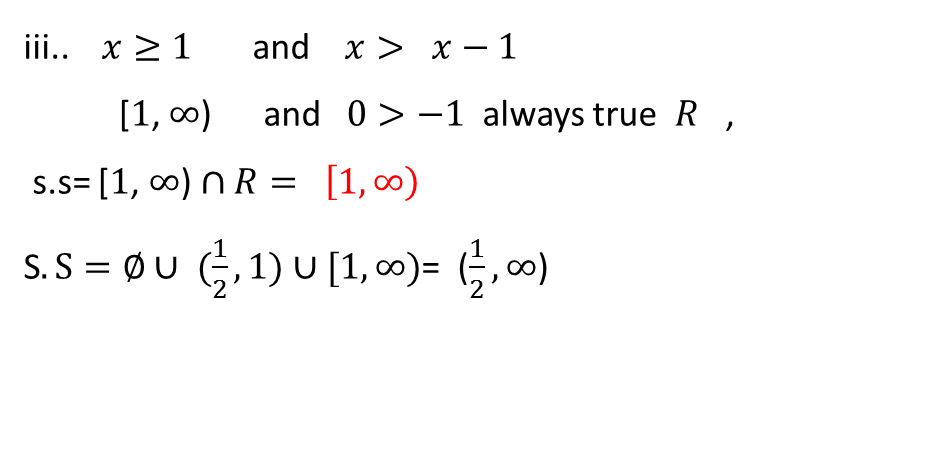 iii.. x ≥ 1 and x > x − 1
[1, ∞) and 0 > −1 always true R ,
s.s= [1, ∞) ∩ R = [1, ∞)
S. S = ∅ ∪ (1/2, 1) ∪ [1, ∞)= (1/2, ∞)